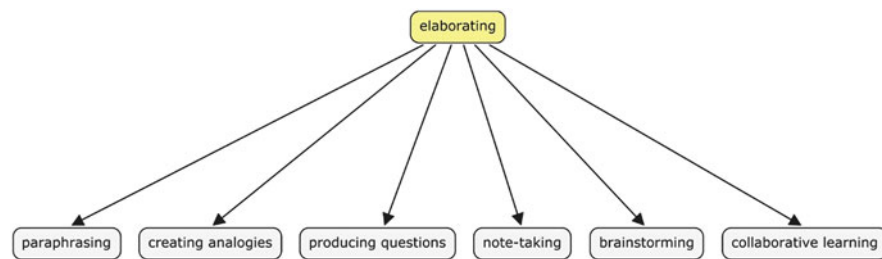 elaborating
paraphrasing
creating analogies
producing questions
note-taking
brainstorming
collaborative learning